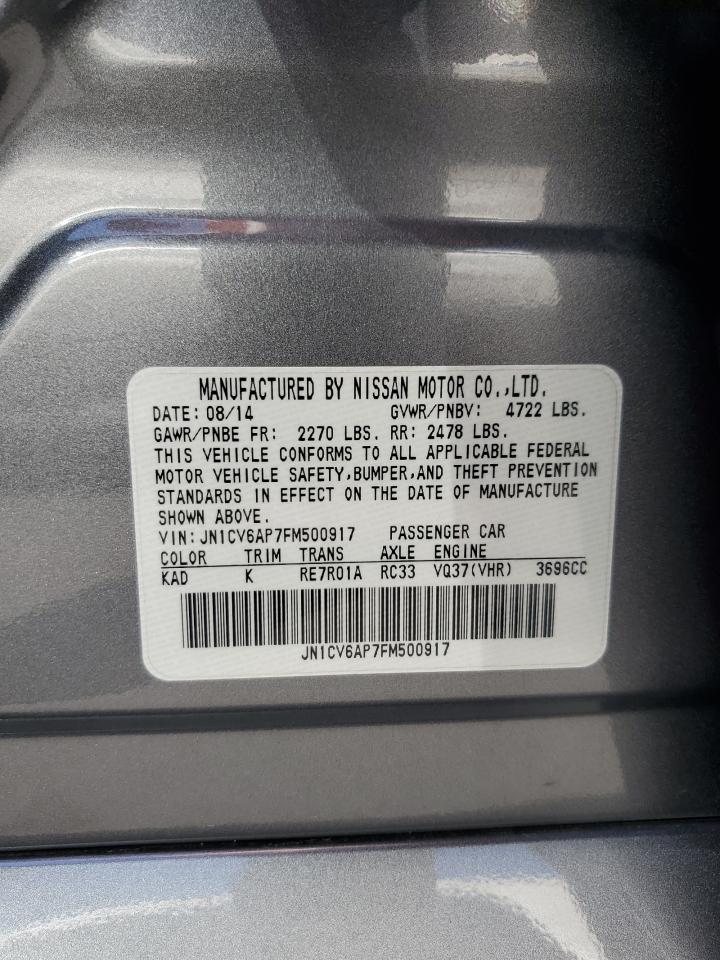 MANUFACTURED BY NISSAN MOTOR CO.,LTD.
DATE: 08/14 GVWR/PNBV: 4722 LBS.
GAWR/PNBE FR: 2270 LBS. RR: 2478 LBS.
THIS VEHICLE CONFORMS TO ALL APPLICABLE FEDERAL
MOTOR VEHICLE SAFETY,BUMPER,AND THEFT PREVENTION
STANDARDS IN EFFECT ON THE DATE OF MANUFACTURE
SHOWN ABOVE.
VIN:JN1CV6AP7FM500917 PASSENGER CAR
COLOR TRIM TRANS AXLE ENGINE
KAD K RE7R01A RC33 VQ37(VHR) 3696CC
JN1CV6AP7FM500917